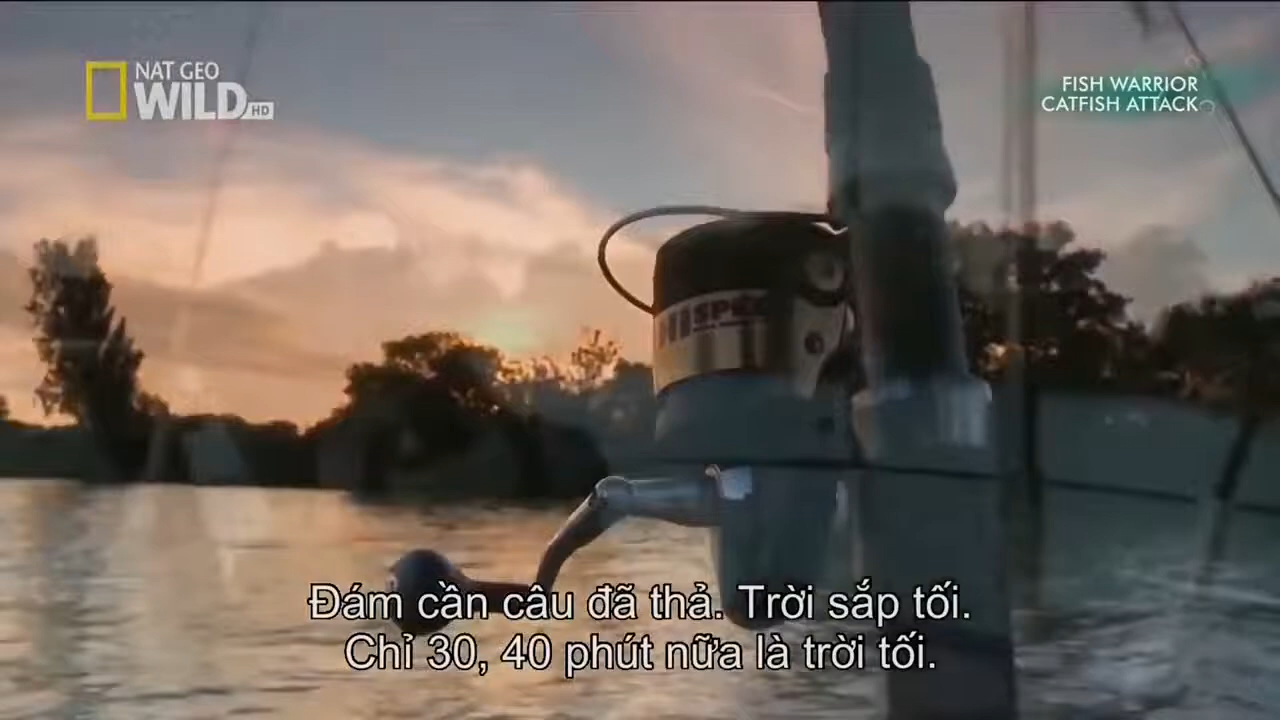 NAT GEO
WILD HD
FISH WARRIOR
CATFISH ATTACK
SPE
Đám cần câu đã thả. Trời sắp tối.
Chỉ 30, 40 phút nữa là trời tối.